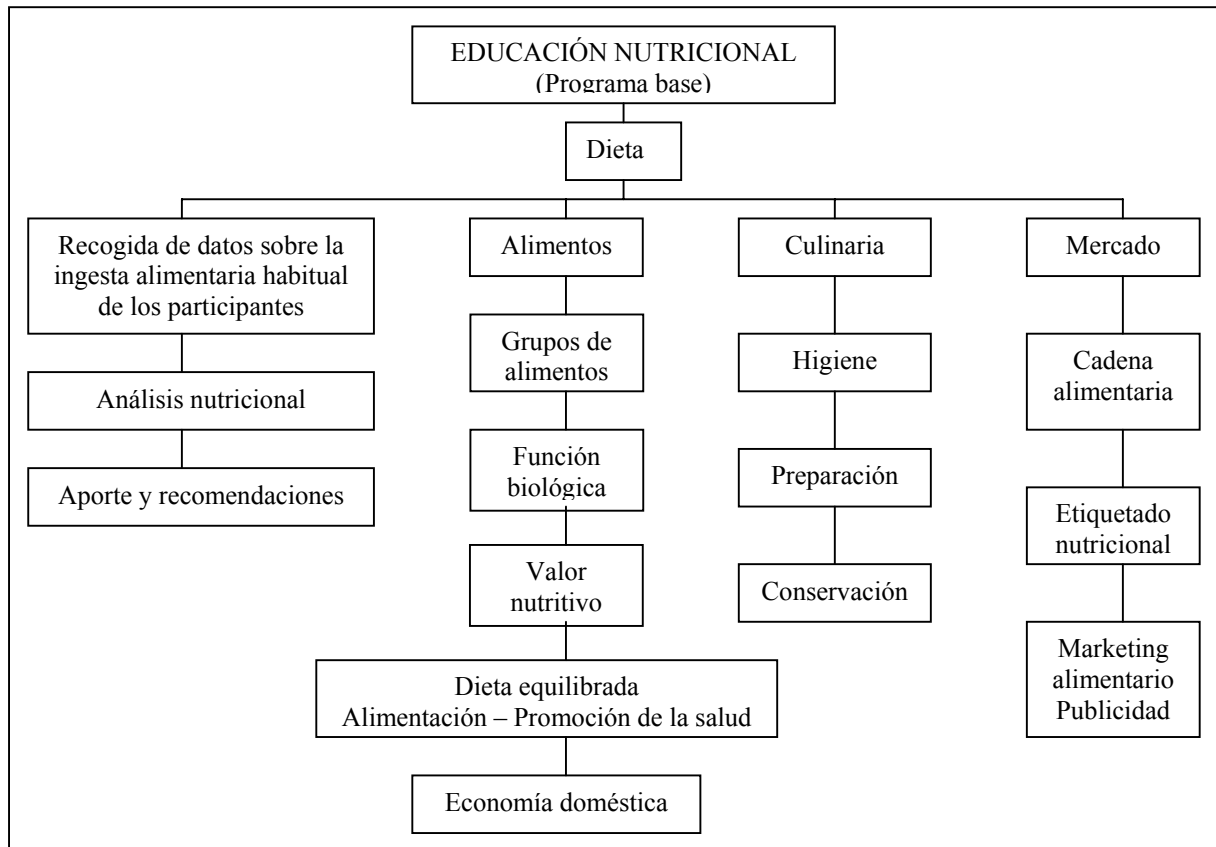 EDUCACIÓN NUTRICIONAL
(Programa base)
Dieta
Recogida de datos sobre la
ingesta alimentaria habitual
de los participantes
Análisis nutricional
Aporte y recomendaciones
Alimentos
Grupos de
alimentos
Función
biológica
Valor
nutritivo
Dieta equilibrada
Alimentación – Promoción de la salud
Economía doméstica
Culinaria
Higiene
Preparación
Conservación
Mercado
Cadena
alimentaria
Etiquetado
nutricional
Marketing
alimentario
Publicidad